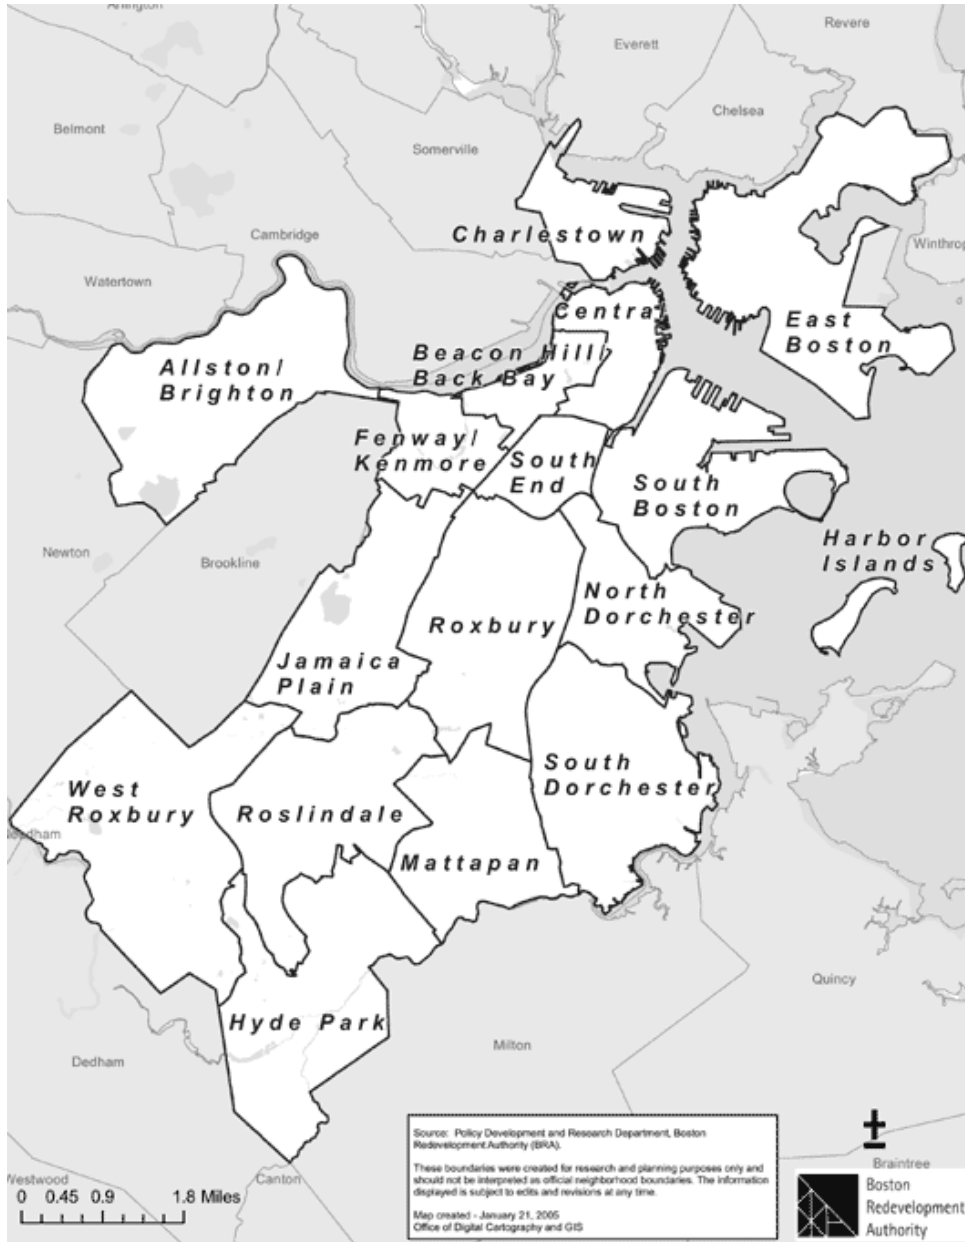 Arlington
Revere
Everett
Chelsea
Belmont
Somerville
Charlestown
Cambridge
Winthrop
Watertown
Central
East
Boston
Beacon Hill/
Back Bay
Allston/
Brighton
Fenway/
Kenmore
South
End
South
Boston
Harbor
Islands
Newton
Brookline
North
Dorchester
Roxbury
Jamaica
Plain
South
Dorchester
West
Roxbury
Roslindale
Needham
Mattapan
Quincy
Hyde Park
Milton
Dedham
Source: Policy Development and Research Department, Boston
Redevelopment Authority (BRA).
These boundaries were created for research and planning purposes only and
should not be interpreted as official neighborhood boundaries. The information
displayed is subject to edits and revisions at any time.
Map created - January 21, 2005
Office of Digital Cartography and GIS
Braintree
Westwood
Canton
0 0.45 0.9 1.8 Miles
Boston
Redevelopment
Authority